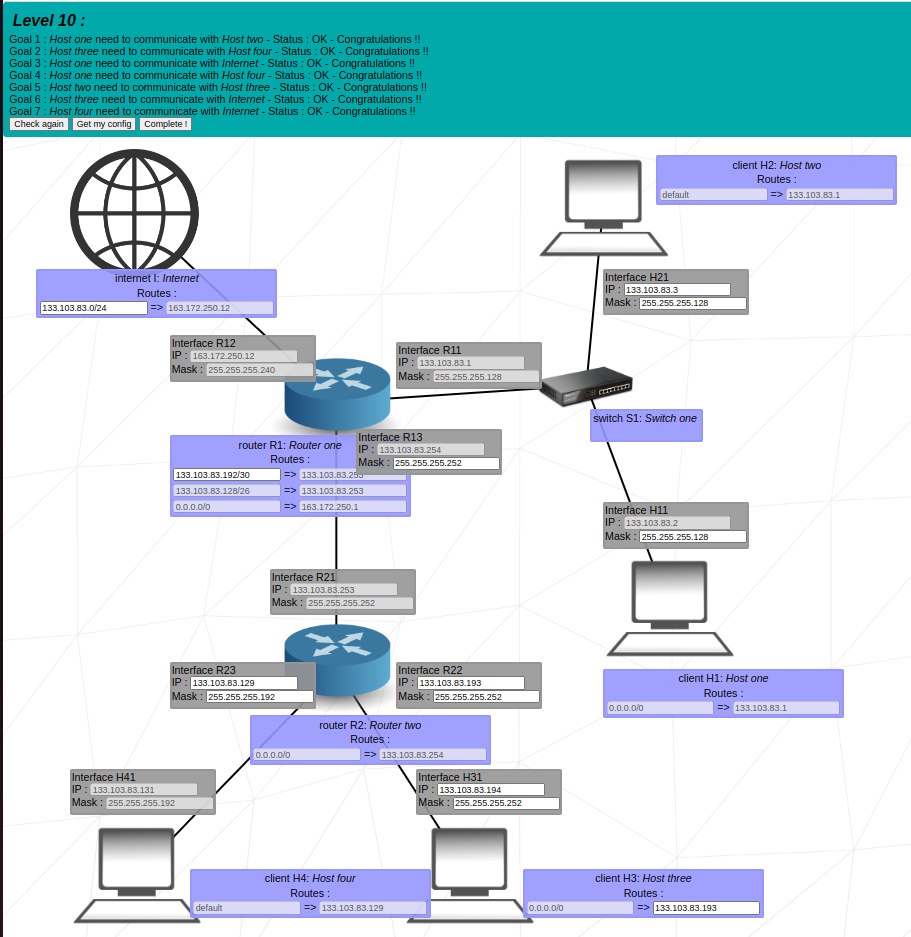 Level 10 :
Goal 1 : Host one need to communicate with Host two - Status : OK - Congratulations !!
Goal 2 : Host three need to communicate with Host four - Status : OK - Congratulations !!
Goal 3 : Host one need to communicate with Internet - Status : OK - Congratulations !!
Goal 4 : Host one need to communicate with Host four - Status : OK - Congratulations !!
Goal 5 : Host two need to communicate with Host three - Status : OK - Congratulations !!
Goal 6 : Host three need to communicate with Internet - Status : OK - Congratulations !!
Goal 7 : Host four need to communicate with Internet - Status : OK - Congratulations !!
Check again Get my config Complete !
client H2: Host two
Routes :
default => 133.103.83.1
internet I: Internet
Routes :
133.103.83.0/24 => 163.172.250.12
Interface H21
IP : 133.103.83.3
Mask : 255.255.255.128
Interface R12
IP : 163.172.250.12
Mask : 255.255.255.240
Interface R11
IP : 133.103.83.1
Mask : 255.255.255.128
switch S1: Switch one
router R1: Router one
Routes :
133.103.83.192/30 => 133.103.83.253
133.103.83.128/26 => 133.103.83.253
0.0.0.0/0 => 163.172.250.1
Interface R13
IP : 133.103.83.254
Mask : 255.255.255.252
Interface H11
IP : 133.103.83.2
Mask : 255.255.255.128
Interface R21
IP : 133.103.83.253
Mask : 255.255.255.252
Interface R23
IP : 133.103.83.129
Mask : 255.255.255.192
Interface R22
IP : 133.103.83.193
Mask : 255.255.255.252
client H1: Host one
Routes :
0.0.0.0/0 => 133.103.83.1
router R2: Router two
Routes :
0.0.0.0/0 => 133.103.83.254
Interface H41
IP : 133.103.83.131
Mask : 255.255.255.192
Interface H31
IP : 133.103.83.194
Mask : 255.255.255.252
client H4: Host four
Routes :
default => 133.103.83.129
client H3: Host three
Routes :
0.0.0.0/0 => 133.103.83.193